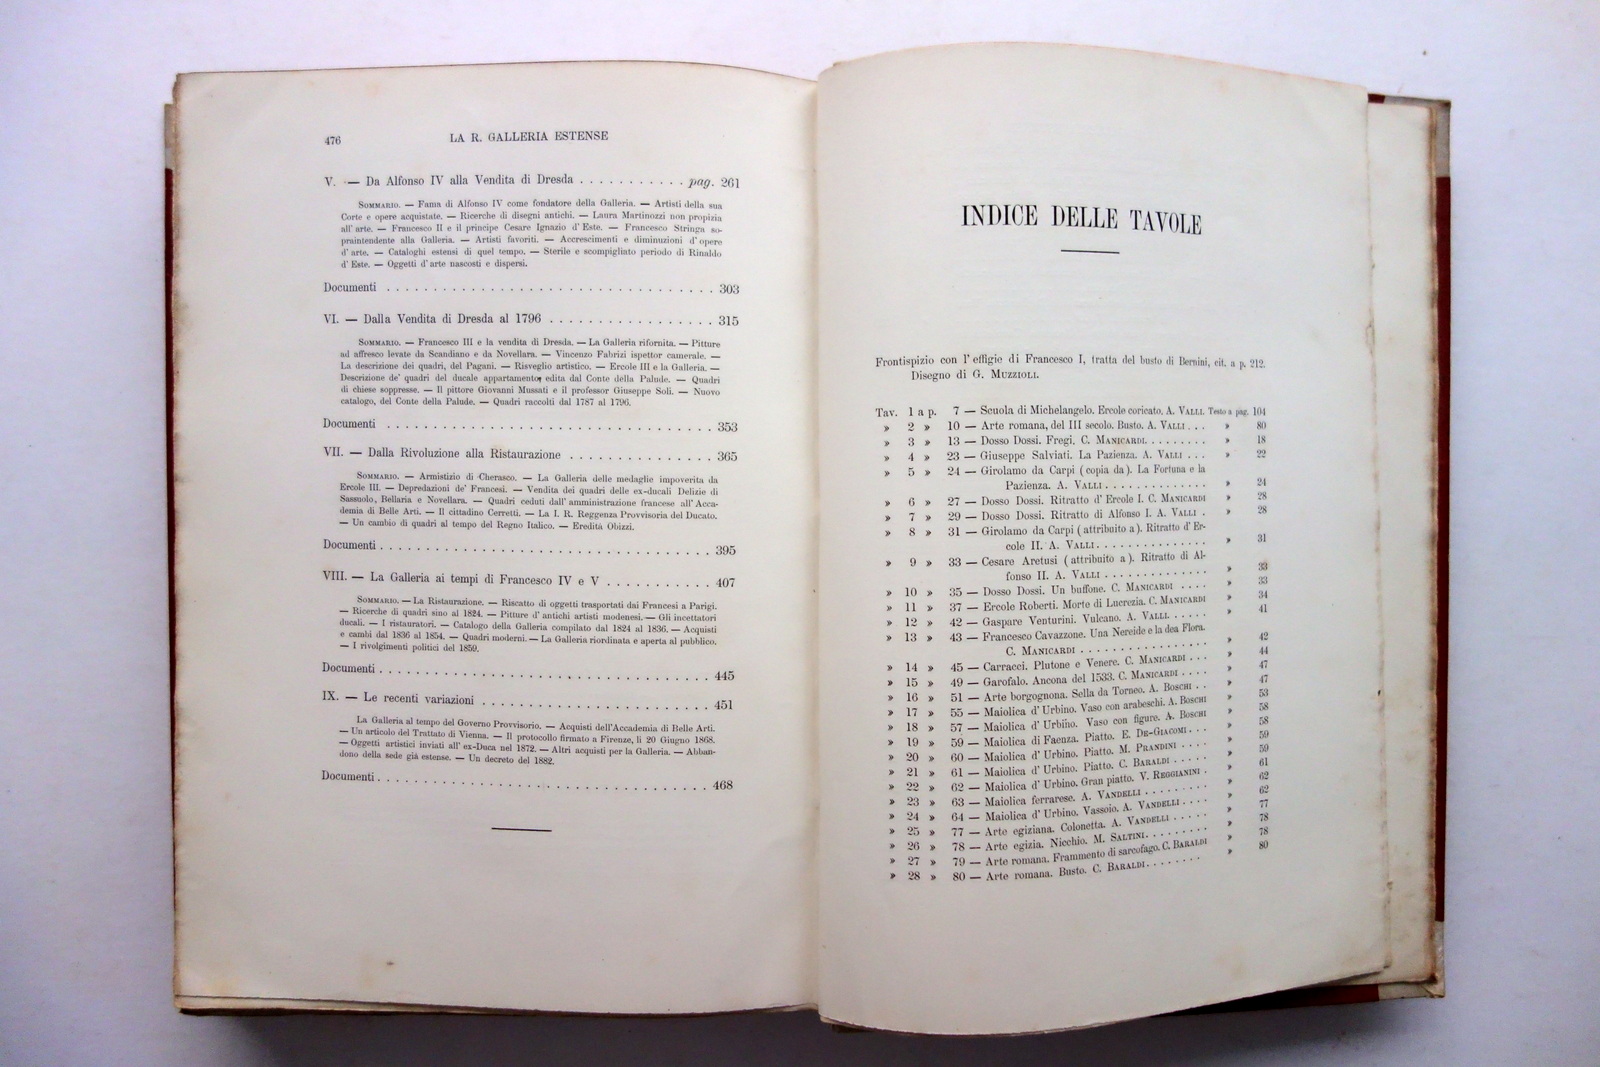 476 LA R. GALLERIA ESTENSE
V. — Da Alfonso IV alla Vendita di Dresda . . . . . . . . . . . pag. 261
SOMMARIO. — Fama di Alfonso IV come fondatore della Galleria. — Artisti della sua
Corte e opere acquistate. — Ricerche di disegni antichi. — Laura Martinozzi non propizia
all'arte. — Francesco II e il principe Cesare Ignazio d'Este. — Francesco Stringa so-
praintendente alla Galleria. — Artisti favoriti. — Accrescimenti e diminuzioni d'opere
d'arte. — Cataloghi estensi di quel tempo. — Sterile e scompigliato periodo di Rinaldo
d'Este. — Oggetti d'arte nascosti e dispersi.
Documenti . . . . . . . . . . . . . . . . . . . . 303
VI. — Dalla Vendita di Dresda al 1796 . . . . . . . . . . . . . . . . . 315
SOMMARIO. — Francesco III e la vendita di Dresda. — La Galleria rifornita. — Pitture
ad affresco levate da Scandiano e da Novellara. — Vincenzo Fabrizi ispettor camerale. —
La descrizione dei quadri, del Pagani. — Risveglio artistico. — Ercole III e la Galleria. —
Descrizione de' quadri del ducale appartamento, edita dal Conte della Palude. — Quadri
di chiese soppresse. — Il pittore Giovanni Mussati e il professor Giuseppe Soli. — Nuovo
catalogo, del Conte della Palude. — Quadri raccolti dal 1787 al 1796.
Documenti . . . . . . . . . . . . . . . . . . . . 353
VII. — Dalla Rivoluzione alla Ristaurazione . . . . . . . . . . . . . . . 365
SOMMARIO. — Armistizio di Cherasco. — La Galleria delle medaglie impoverita da
Ercole III. — Depredazioni de' Francesi. — Vendita dei quadri delle ex-ducali Delizie di
Sassuolo, Bellaria e Novellara. — Quadri ceduti dall'amministrazione francese all'Acca-
demia di Belle Arti. — Il cittadino Cerretti. — La I. R. Reggenza Provvisoria del Ducato.
— Un cambio di quadri al tempo del Regno Italico. — Eredità Obizzi.
Documenti . . . . . . . . . . . . . . . . . . . . 395
VIII. — La Galleria ai tempi di Francesco IV e V . . . . . . . . . . . 407
SOMMARIO. — La Ristaurazione. — Riscatto di oggetti trasportati dai Francesi a Parigi.
— Ricerche di quadri sino al 1824. — Pitture d'antichi artisti modenesi. — Gli incettatori
ducali. — I ristauratori. — Catalogo della Galleria compilato dal 1824 al 1836. — Acquisti
e cambi dal 1836 al 1854. — Quadri moderni. — La Galleria riordinata e aperta al pubblico.
— I rivolgimenti politici del 1859.
Documenti . . . . . . . . . . . . . . . . . . . . 445
IX. — Le recenti variazioni . . . . . . . . . . . . . . . . . . . . 451
La Galleria al tempo del Governo Provvisorio. — Acquisti dell'Accademia di Belle Arti.
— Un articolo del Trattato di Vienna. — Il protocollo firmato a Firenze, li 20 Giugno 1868.
— Oggetti artistici inviati all'ex-Duca nel 1872. — Altri acquisti per la Galleria. — Abban-
dono della sede già estense. — Un decreto del 1882.
Documenti . . . . . . . . . . . . . . . . . . . . 468
INDICE DELLE TAVOLE
Frontispizio con l'effigie di Francesco I, tratta del busto di Bernini, cit. a p. 212.
Disegno di G. MUZZIOLI.
Tav. 1 a p. 7 — Scuola di Michelangelo. Ercole coricato. A. VALLI. Testo a pag. 104
» 2 » 10 — Arte romana, del III secolo. Busto. A. VALLI . . . » 80
» 3 » 13 — Dosso Dossi. Fregi. C. MANICARDI. . . . . . . . . » 18
» 4 » 23 — Giuseppe Salviati. La Pazienza. A. VALLI . . . » 22
» 5 » 24 — Girolamo da Carpi (copia da). La Fortuna e la
Pazienza. A. VALLI . . . . . . . . . . . . . . » 24
» 6 » 27 — Dosso Dossi. Ritratto d'Ercole I. C. MANICARDI » 28
» 7 » 29 — Dosso Dossi. Ritratto di Alfonso I. A. VALLI . » 28
» 8 » 31 — Girolamo da Carpi (attribuito a). Ritratto d'Er-
cole II. A. VALLI. . . . . . . . . . . . . . . » 31
» 9 » 33 — Cesare Aretusi (attribuito a). Ritratto di Al-
fonso II. A. VALLI . . . . . . . . . . . . . . » 33
» 10 » 35 — Dosso Dossi. Un buffone. C. MANICARDI . . . . » 33
» 11 » 37 — Ercole Roberti. Morte di Lucrezia. C. MANICARDI » 34
» 12 » 42 — Gaspare Venturini. Vulcano. A. VALLI. . . . . » 41
» 13 » 43 — Francesco Cavazzone. Una Nereide e la dea Flora.
C. MANICARDI . . . . . . . . . . . . . . . . . » 42
» 14 » 45 — Carracci. Plutone e Venere. C. MANICARDI . . . » 44
» 15 » 49 — Garofalo. Ancona del 1533. C. MANICARDI . . . . » 47
» 16 » 51 — Arte borgognona. Sella da Torneo. A. BOSCHI . . » 47
» 17 » 55 — Maiolica d'Urbino. Vaso con arabeschi. A. BOSCHI » 53
» 18 » 57 — Maiolica d'Urbino. Vaso con figure. A. BOSCHI » 58
» 19 » 59 — Maiolica di Faenza. Piatto. E. DE-GIACOMI . . . » 58
» 20 » 60 — Maiolica d'Urbino. Piatto. M. PRANDINI . . . . » 59
» 21 » 61 — Maiolica d'Urbino. Piatto. C. BARALDI . . . . . » 59
» 22 » 62 — Maiolica d'Urbino. Gran piatto. V. REGGIANINI . » 61
» 23 » 63 — Maiolica ferrarese. A. VANDELLI . . . . . . . . » 62
» 24 » 64 — Maiolica d'Urbino. Vassoio. A. VANDELLI . . . . » 62
» 25 » 77 — Arte egiziana. Colonetta. A. VANDELLI . . . . . » 77
» 26 » 78 — Arte egizia. Nicchio. M. SALTINI. . . . . . . . » 78
» 27 » 79 — Arte romana. Frammento di sarcofago. C. BARALDI » 78
» 28 » 80 — Arte romana. Busto. C. BARALDI. . . . . . . . » 80